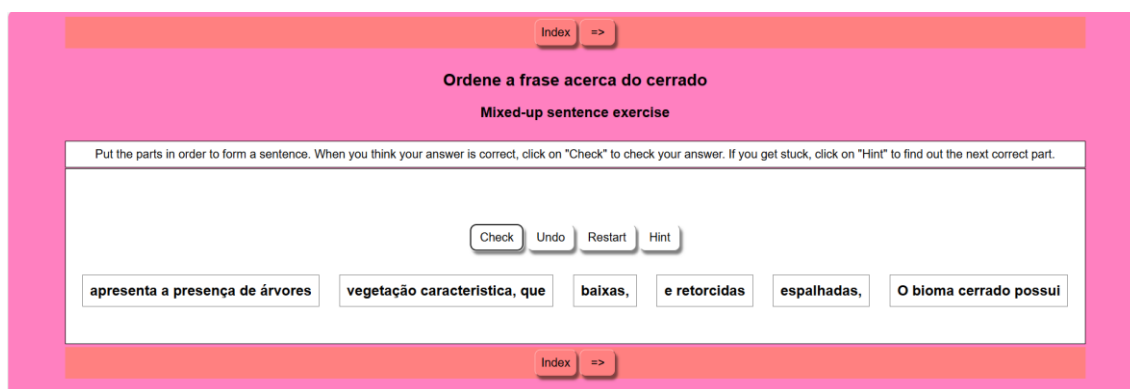 Index =>
Ordene a frase acerca do cerrado
Mixed-up sentence exercise
Put the parts in order to form a sentence. When you think your answer is correct, click on "Check" to check your answer. If you get stuck, click on "Hint" to find out the next correct part.
Check Undo Restart Hint
apresenta a presença de árvores vegetação caracteristica, que baixas, e retorcidas espalhadas, O bioma cerrado possui
Index =>